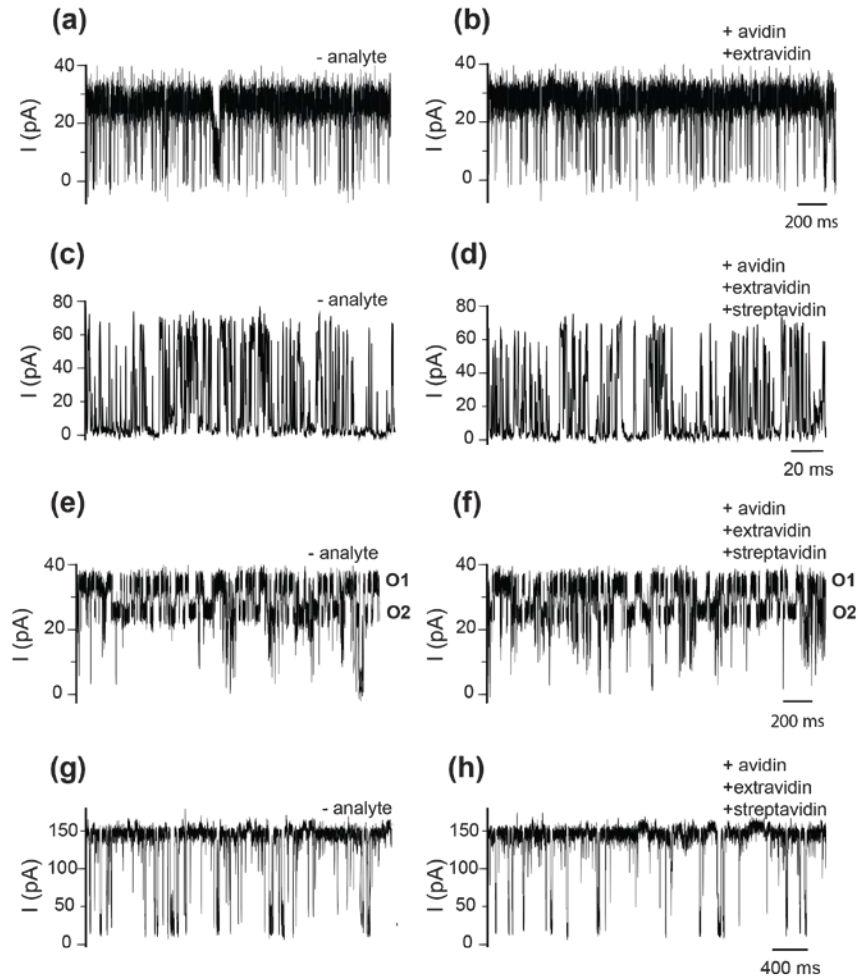 (a)
- analyte
I (pA)
40
20
0
(b)
+ avidin
+extravidin
I (pA)
40
20
0
200 ms
(c)
- analyte
I (pA)
80
60
40
20
0
(d)
+ avidin
+extravidin
+streptavidin
I (pA)
80
60
40
20
0
20 ms
(e)
- analyte
I (pA)
40
20
0
O1
O2
(f)
+ avidin
+extravidin
+streptavidin
I (pA)
40
20
0
O1
O2
200 ms
(g)
- analyte
I (pA)
150
100
50
0
(h)
+ avidin
+extravidin
+streptavidin
I (pA)
150
100
50
0
400 ms